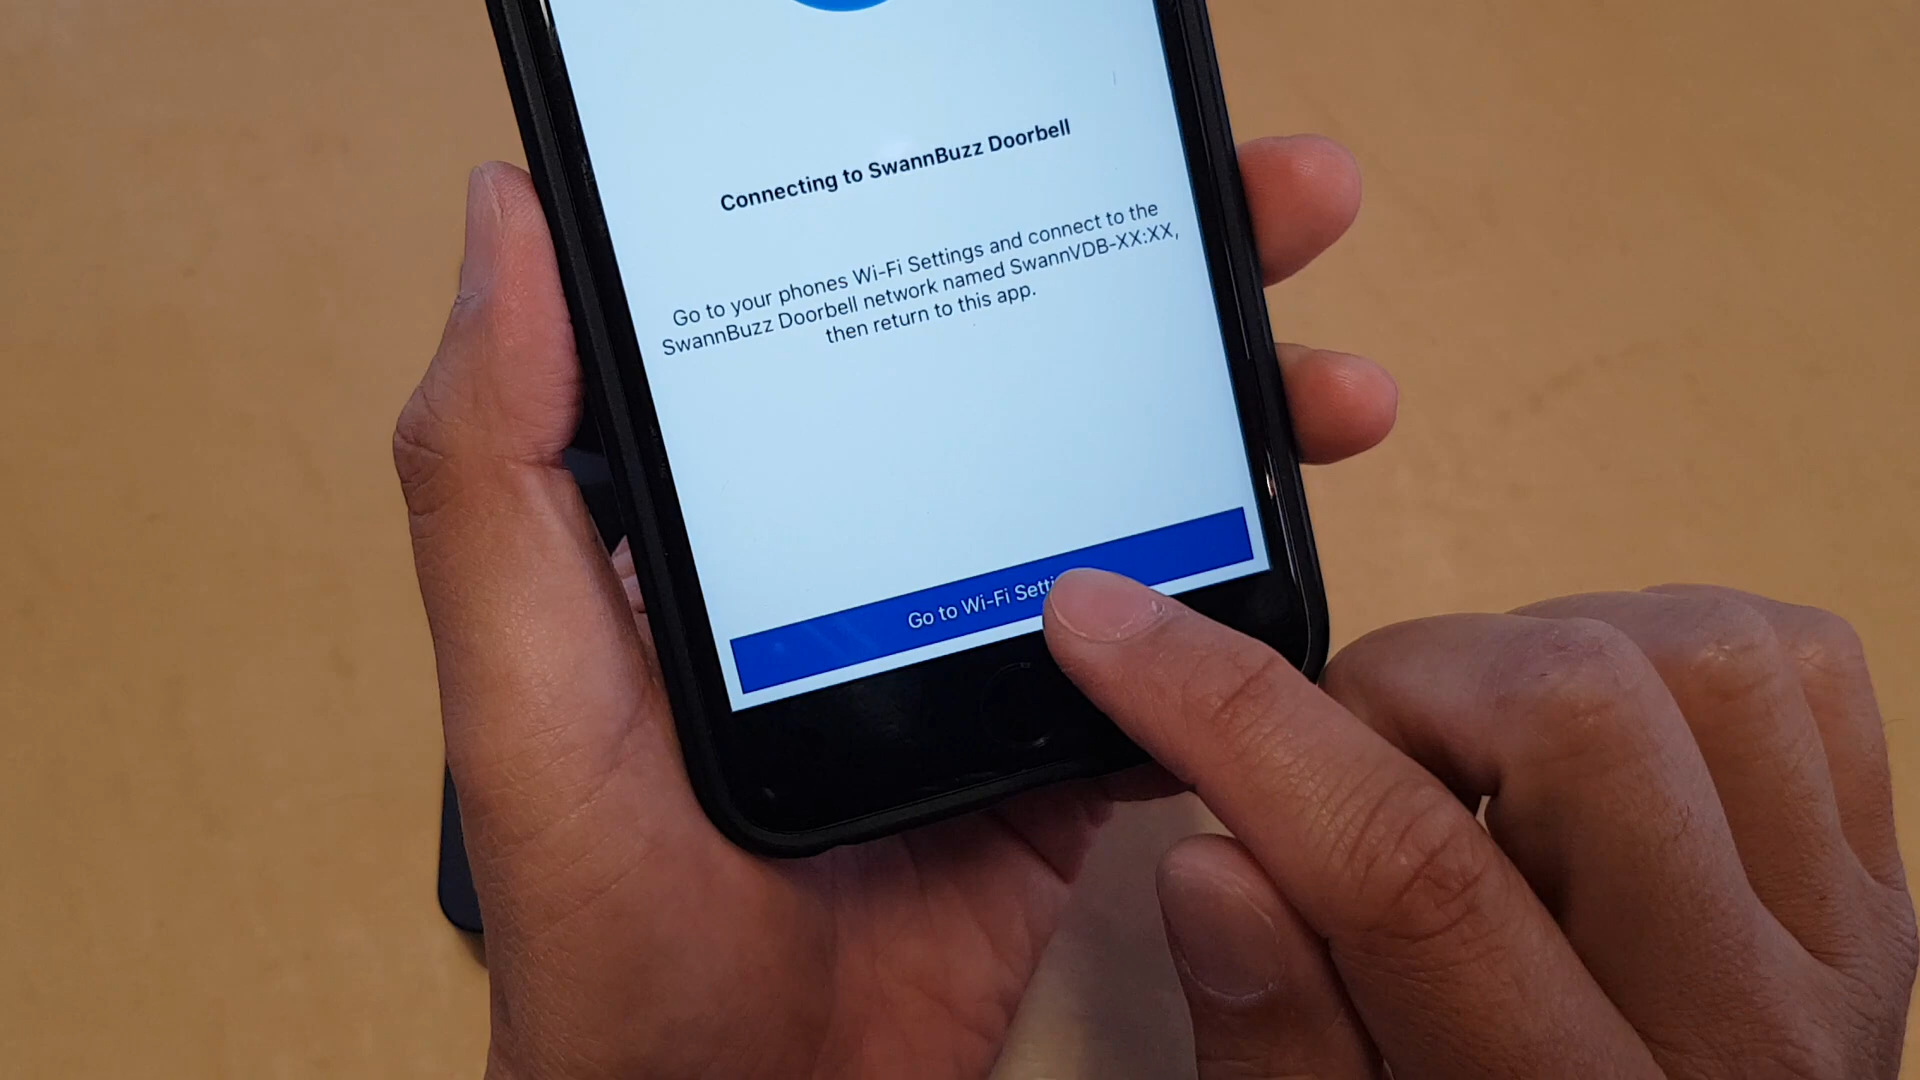 Connecting to SwannBuzz Doorbell
Go to your phones Wi-Fi Settings and connect to the
SwannBuzz Doorbell network named SwannVDB-XX:XX,
then return to this app.
Go to Wi-Fi Setti